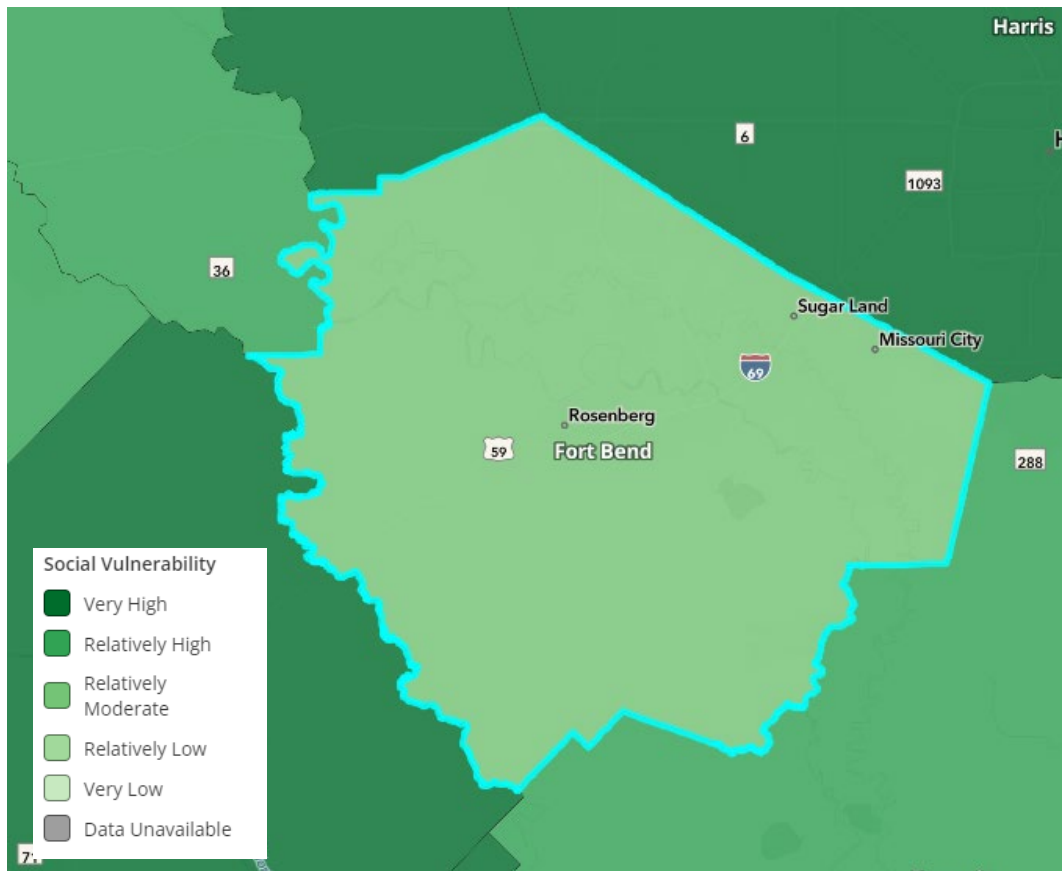 Harris
6
H
1093
36
Sugar Land
Missouri City
69
Rosenberg
59
Fort Bend
288
Social Vulnerability
Very High
Relatively High
Relatively
Moderate
Relatively Low
Very Low
Data Unavailable
71